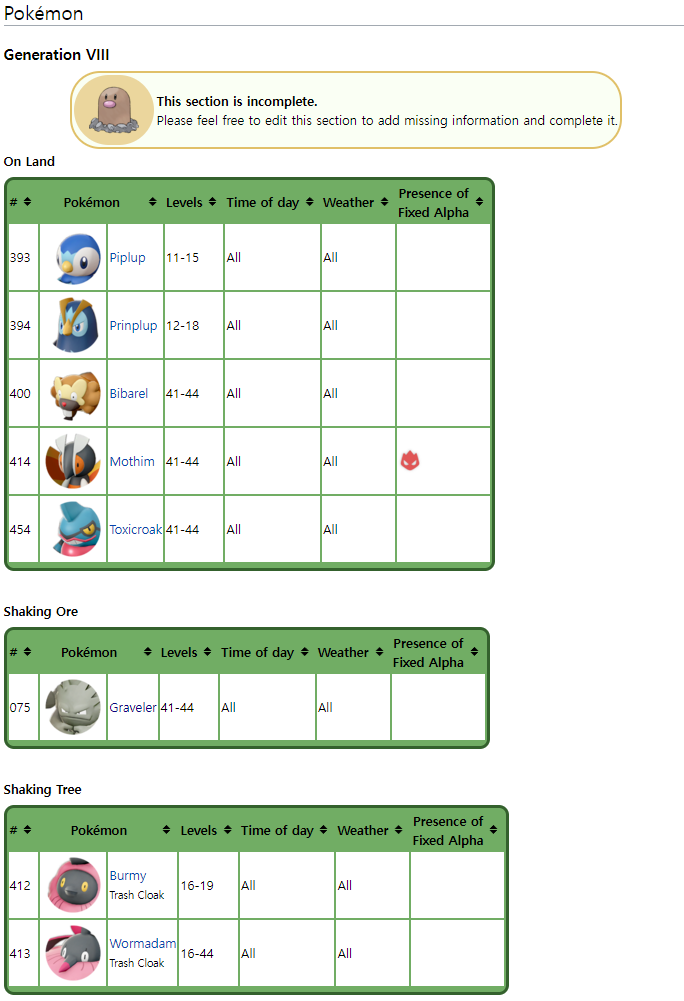 Pokémon
Generation VIII
This section is incomplete.
Please feel free to edit this section to add missing information and complete it.
On Land
# Pokémon Levels Time of day Weather Presence of
Fixed Alpha
393 Piplup 11-15 All All
394 Prinplup 12-18 All All
400 Bibarel 41-44 All All
414 Mothim 41-44 All All
454 Toxicroak 41-44 All All
Shaking Ore
# Pokémon Levels Time of day Weather Presence of
Fixed Alpha
075 Graveler 41-44 All All
Shaking Tree
# Pokémon Levels Time of day Weather Presence of
Fixed Alpha
412 Burmy 16-19 All All
Trash Cloak
413 Wormadam 16-44 All All
Trash Cloak